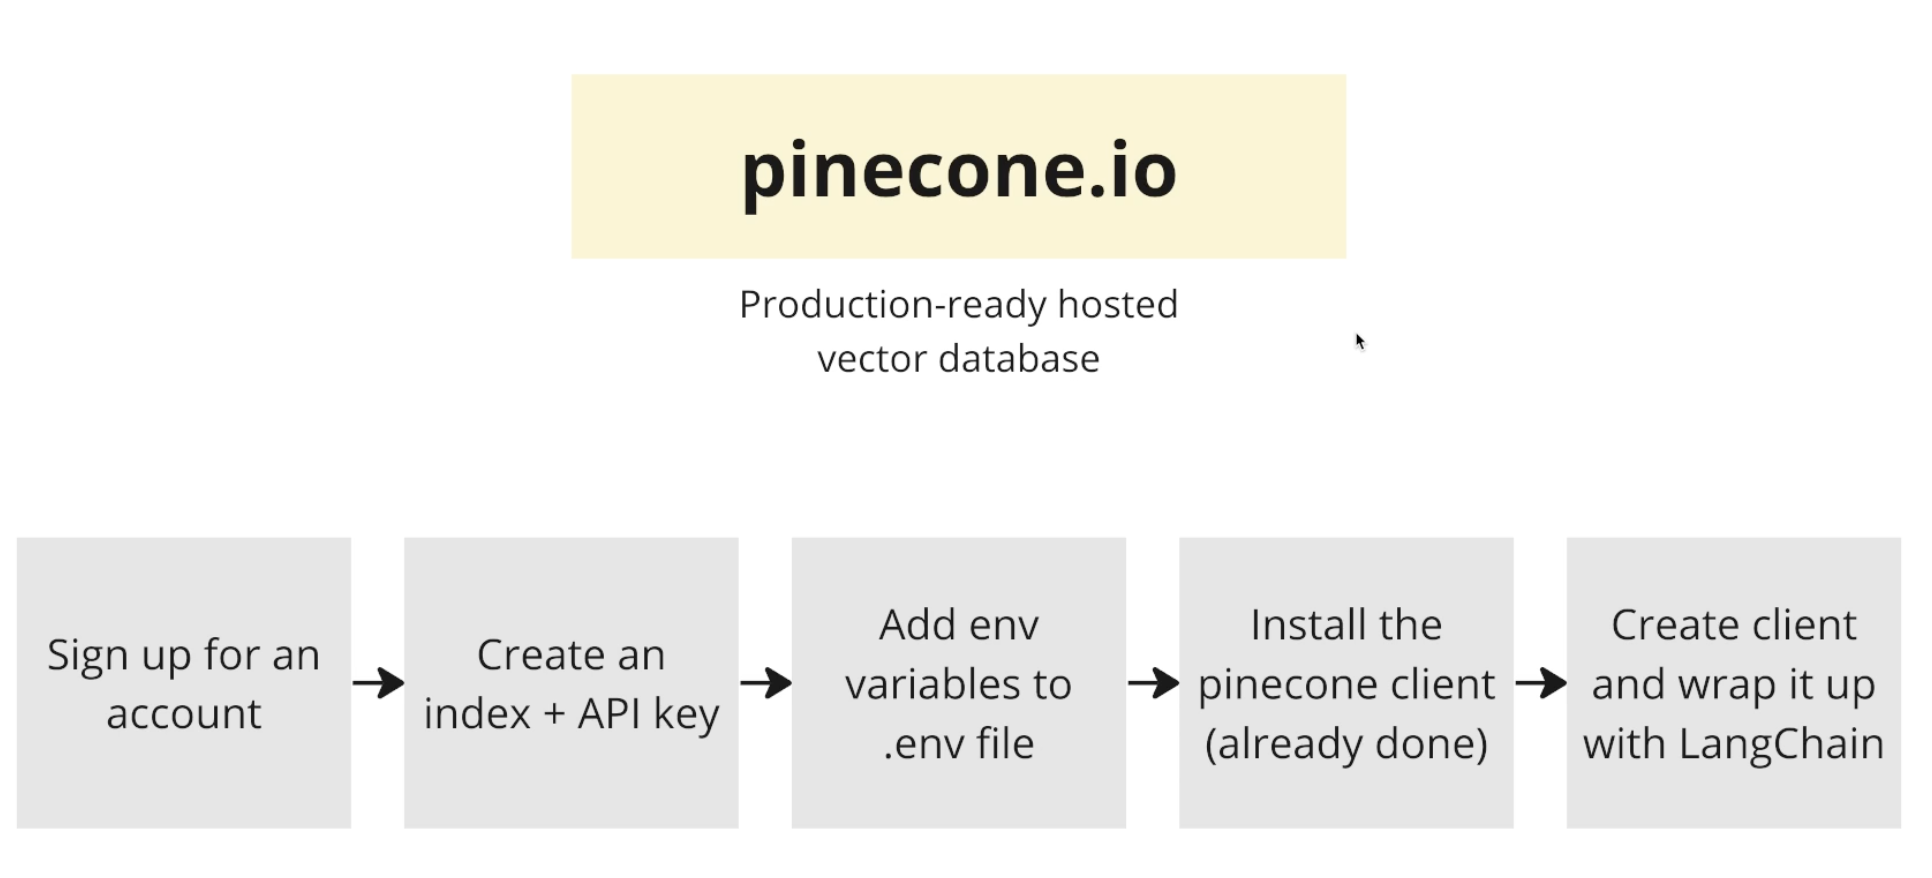 pinecone.io
Production-ready hosted
vector database
Sign up for an
account
Create an
index + API key
Add env
variables to
.env file
Install the
pinecone client
(already done)
Create client
and wrap it up
with LangChain